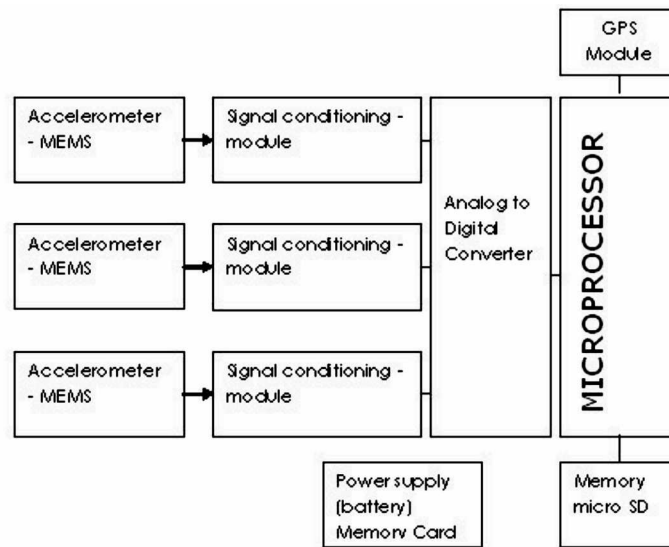 GPS
Module
Accelerometer
- MEMS
Signal conditioning -
module
Accelerometer
- MEMS
Signal conditioning -
module
Accelerometer
- MEMS
Signal conditioning -
module
Analog to
Digital
Converter
MICROPROCESSOR
Power supply
(battery)
Memory Card
Memory
micro SD